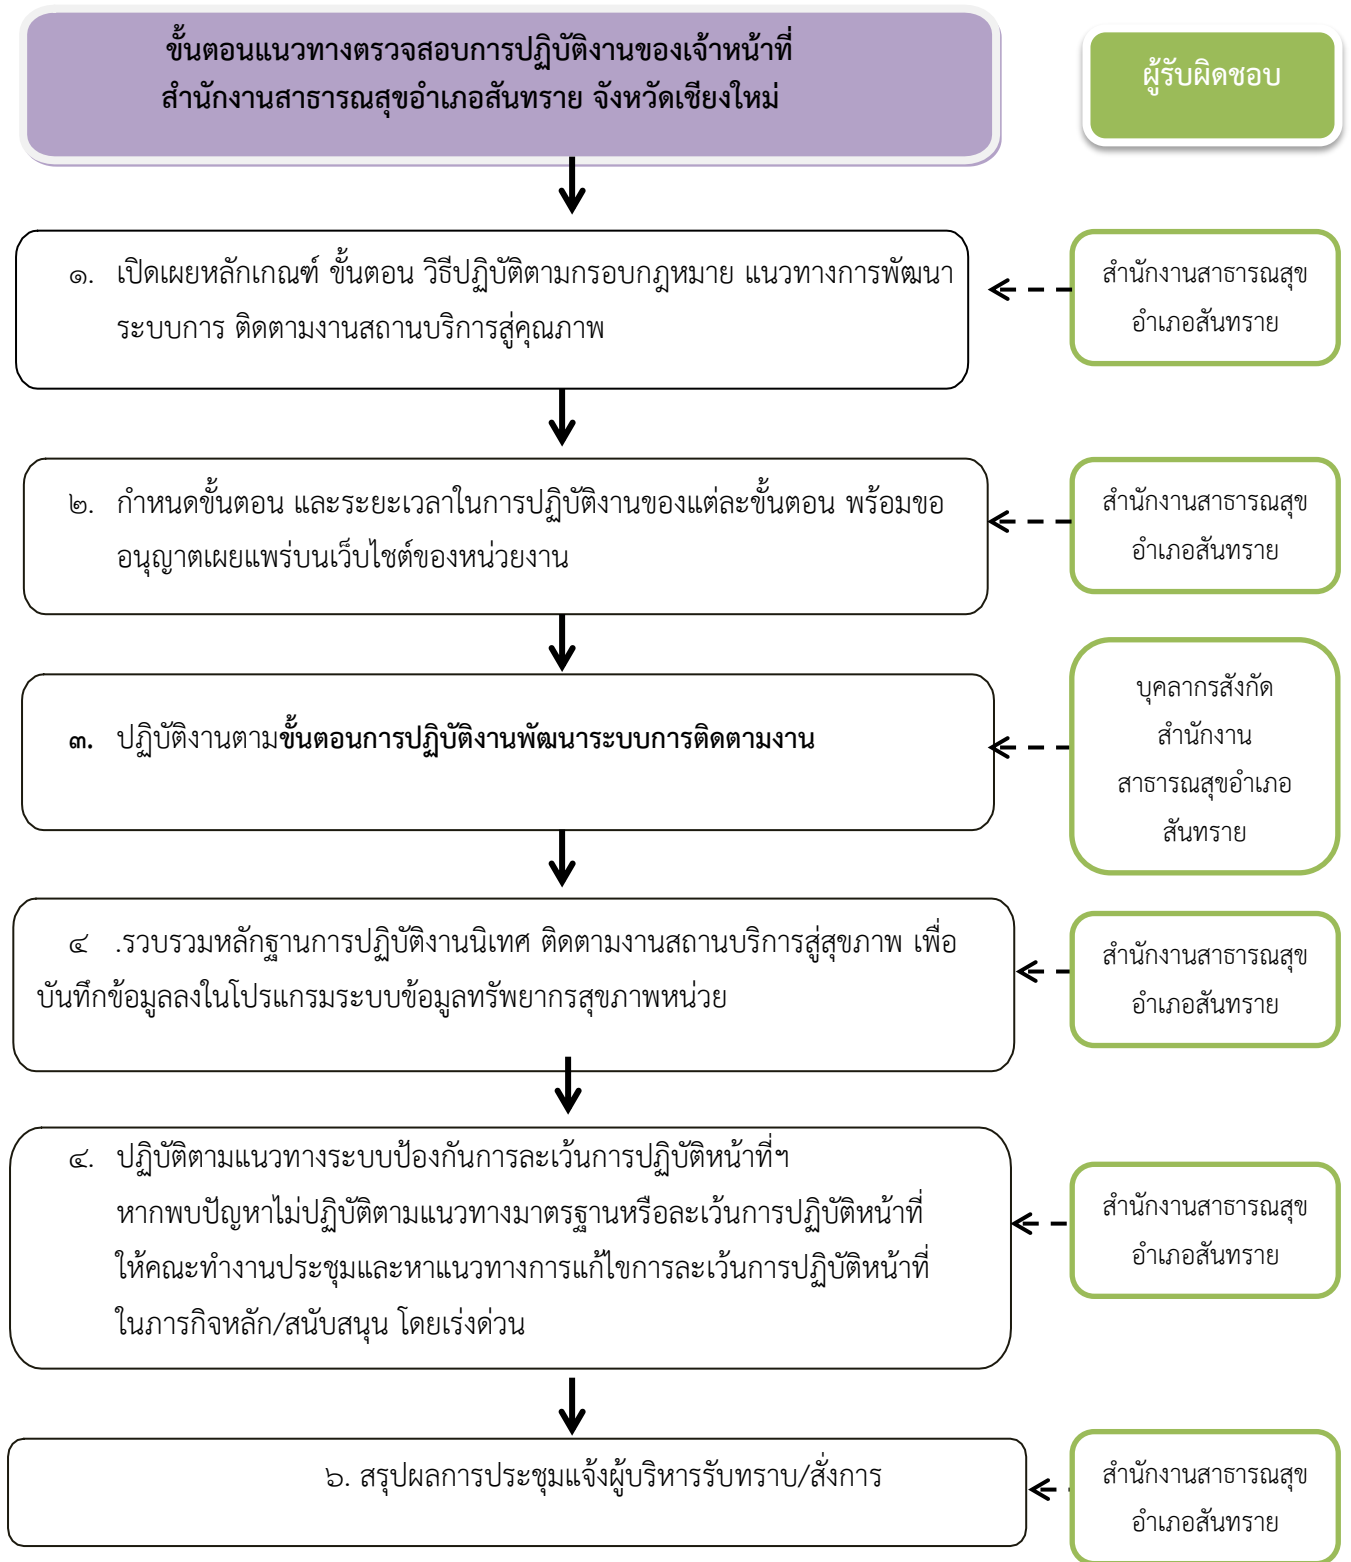 ขั้นตอนแนวทางตรวจสอบการปฏิบัติงานของเจ้าหน้าที่
สำนักงานสาธารณสุขอำเภอสันทราย จังหวัดเชียงใหม่
ผู้รับผิดชอบ
๑. เปิดเผยหลักเกณฑ์ ขั้นตอน วิธีปฏิบัติตามกรอบกฎหมาย แนวทางการพัฒนา
ระบบการ ติดตามงานสถานบริการสู่คุณภาพ
สำนักงานสาธารณสุข
อำเภอสันทราย
๒. กำหนดขั้นตอน และระยะเวลาในการปฏิบัติงานของแต่ละขั้นตอน พร้อมขอ
อนุญาตเผยแพร่บนเว็บไซต์ของหน่วยงาน
สำนักงานสาธารณสุข
อำเภอสันทราย
๓. ปฏิบัติงานตามขั้นตอนการปฏิบัติงานพัฒนาระบบการติดตามงาน
บุคลากรสังกัด
สำนักงาน
สาธารณสุขอำเภอ
สันทราย
๔ .รวบรวมหลักฐานการปฏิบัติงานนิเทศ ติดตามงานสถานบริการสู่สุขภาพ เพื่อ
บันทึกข้อมูลลงในโปรแกรมระบบข้อมูลทรัพยากรสุขภาพหน่วย
สำนักงานสาธารณสุข
อำเภอสันทราย
๔. ปฏิบัติตามแนวทางระบบป้องกันการละเว้นการปฏิบัติหน้าที่ฯ
หากพบปัญหาไม่ปฏิบัติตามแนวทางมาตรฐานหรือละเว้นการปฏิบัติหน้าที่
ให้คณะทำงานประชุมและหาแนวทางการแก้ไขการละเว้นการปฏิบัติหน้าที่
ในภารกิจหลัก/สนับสนุน โดยเร่งด่วน
สำนักงานสาธารณสุข
อำเภอสันทราย
๖. สรุปผลการประชุมแจ้งผู้บริหารรับทราบ/สั่งการ
สำนักงานสาธารณสุข
อำเภอสันทราย